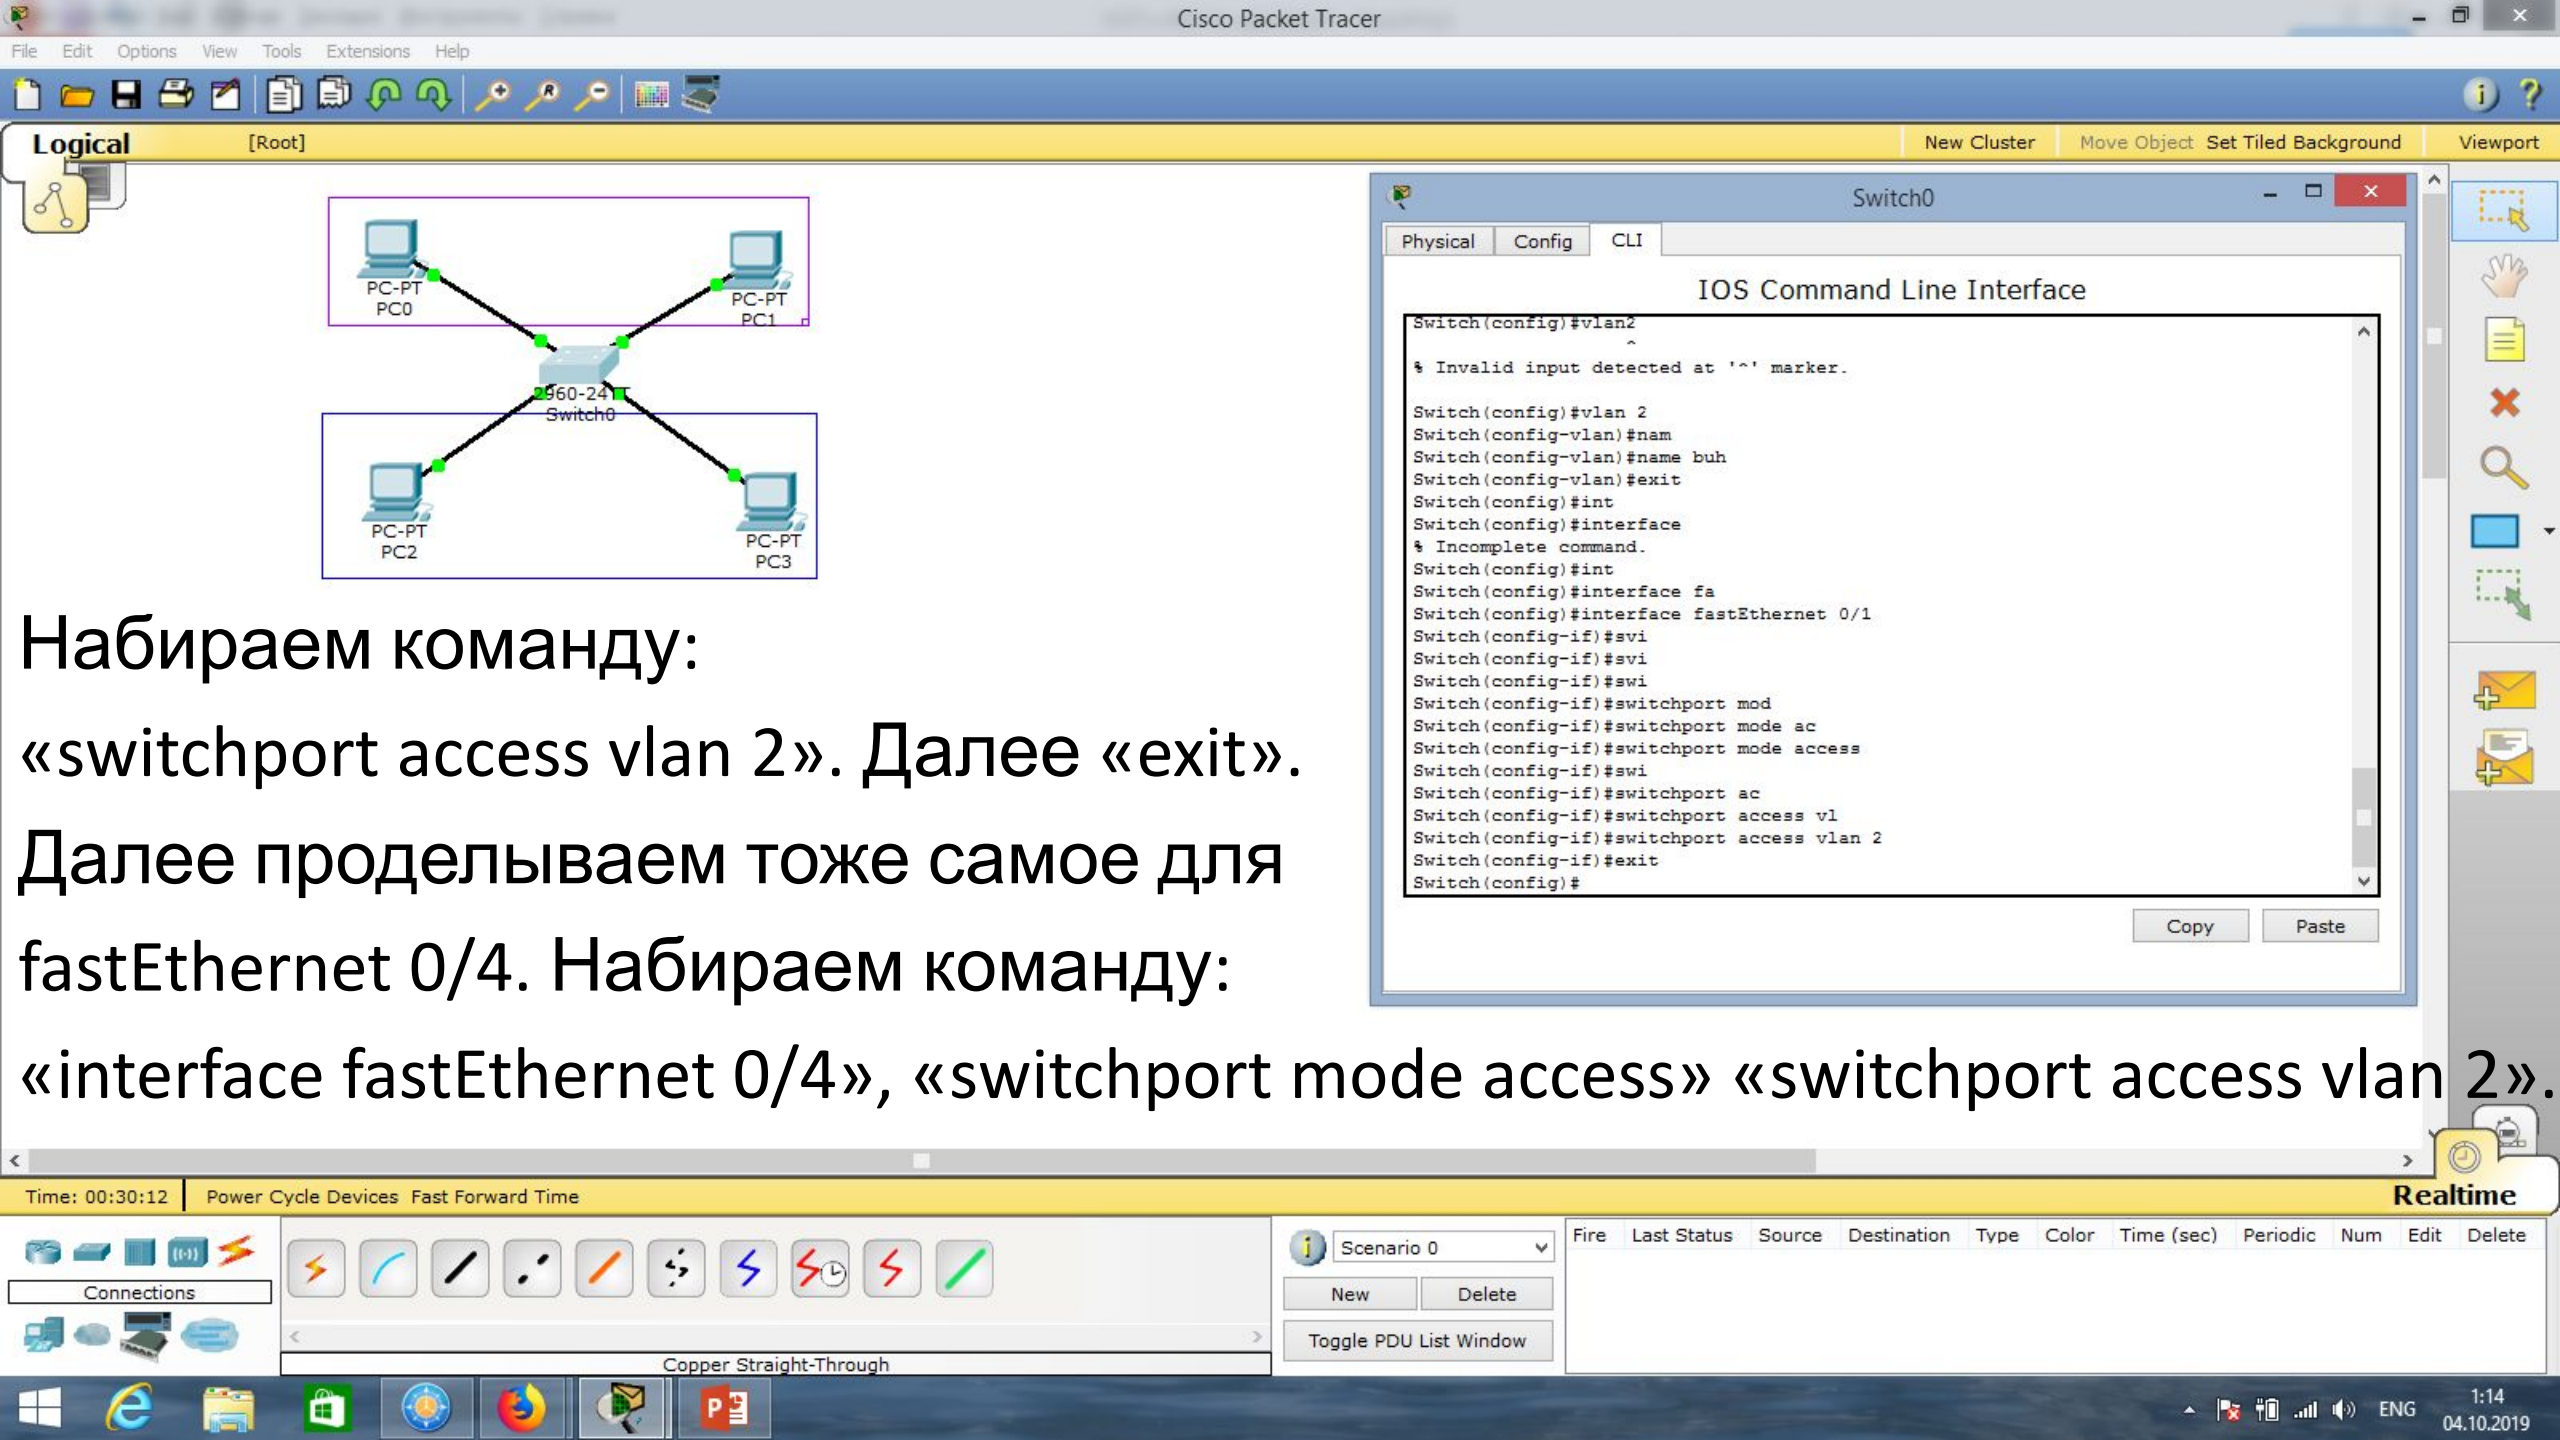 Cisco Packet Tracer
File Edit Options View Tools Extensions Help
Logical [Root] New Cluster Move Object Set Tiled Background Viewport
PC-PT
PC0
PC-PT
PC1
2960-24TT
Switch0
PC-PT
PC2
PC-PT
PC3
Switch0
Physical Config CLI
IOS Command Line Interface
Switch(config)#vlan2
^
% Invalid input detected at '^' marker.
Switch(config)#vlan 2
Switch(config-vlan)#nam
Switch(config-vlan)#name buh
Switch(config-vlan)#exit
Switch(config)#int
Switch(config)#interface
% Incomplete command.
Switch(config)#int
Switch(config)#interface fa
Switch(config)#interface fastEthernet 0/1
Switch(config-if)#svi
Switch(config-if)#svi
Switch(config-if)#swi
Switch(config-if)#switchport mod
Switch(config-if)#switchport mode ac
Switch(config-if)#switchport mode access
Switch(config-if)#swi
Switch(config-if)#switchport ac
Switch(config-if)#switchport access vl
Switch(config-if)#switchport access vlan 2
Switch(config-if)#exit
Switch(config)#
Copy Paste
Набираем команду:
«switchport access vlan 2». Далее «exit».
Далее проделываем тоже самое для
fastEthernet 0/4. Набираем команду:
«interface fastEthernet 0/4», «switchport mode access» «switchport access vlan 2».
Time: 00:30:12 Power Cycle Devices Fast Forward Time Realtime
Connections
Copper Straight-Through
Scenario 0
New Delete
Toggle PDU List Window
Fire Last Status Source Destination Type Color Time (sec) Periodic Num Edit Delete
ENG 1:14
04.10.2019